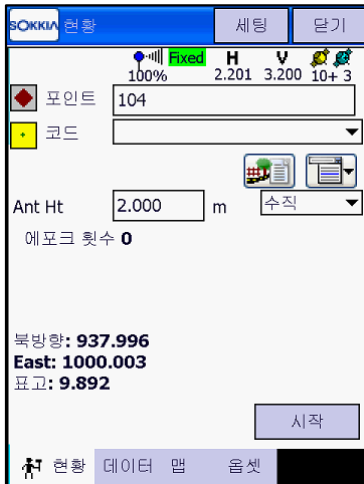 SOKKIA 현황 세팅 닫기
Fixed H V
100% 2.201 3.200 10+ 3
포인트 104
코드
Ant Ht 2.000 m 수직
에포크 횟수 0
북방향: 937.996
East: 1000.003
표고: 9.892
시작
현황 데이터 맵 옵셋